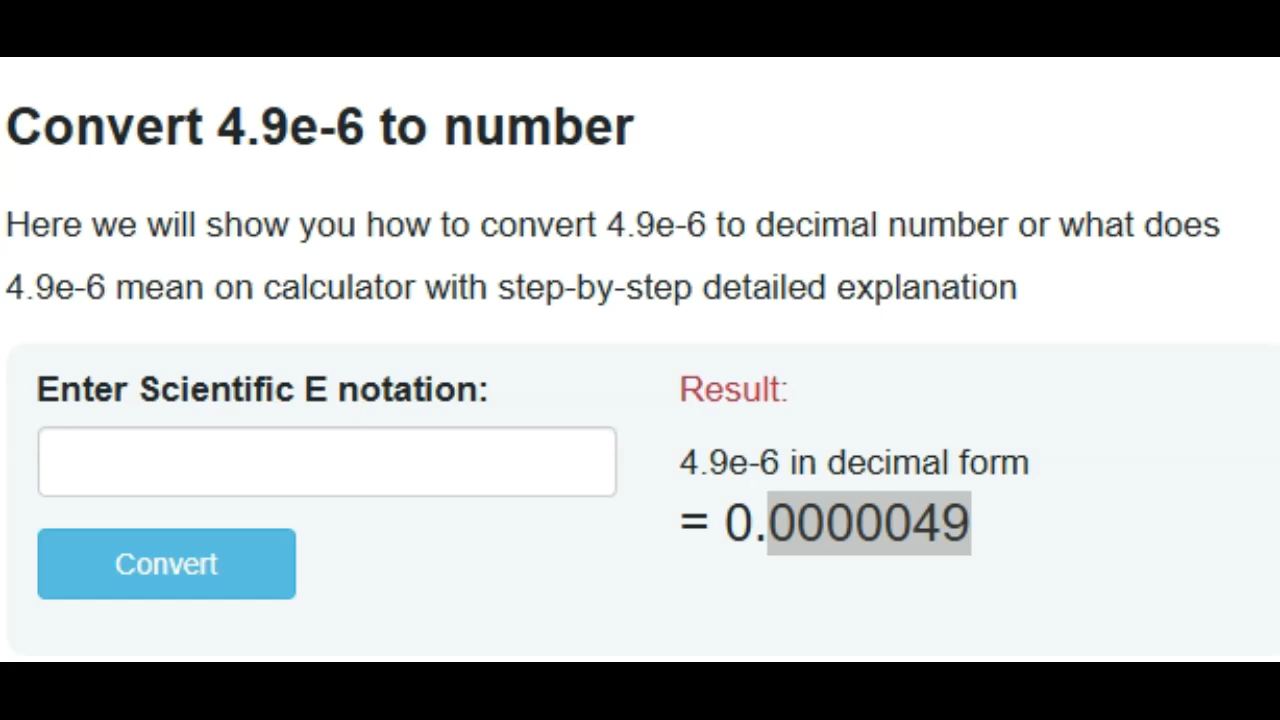 Convert 4.9e-6 to number
Here we will show you how to convert 4.9e-6 to decimal number or what does
4.9e-6 mean on calculator with step-by-step detailed explanation
Enter Scientific E notation:
Convert
Result:
4.9e-6 in decimal form
= 0.0000049